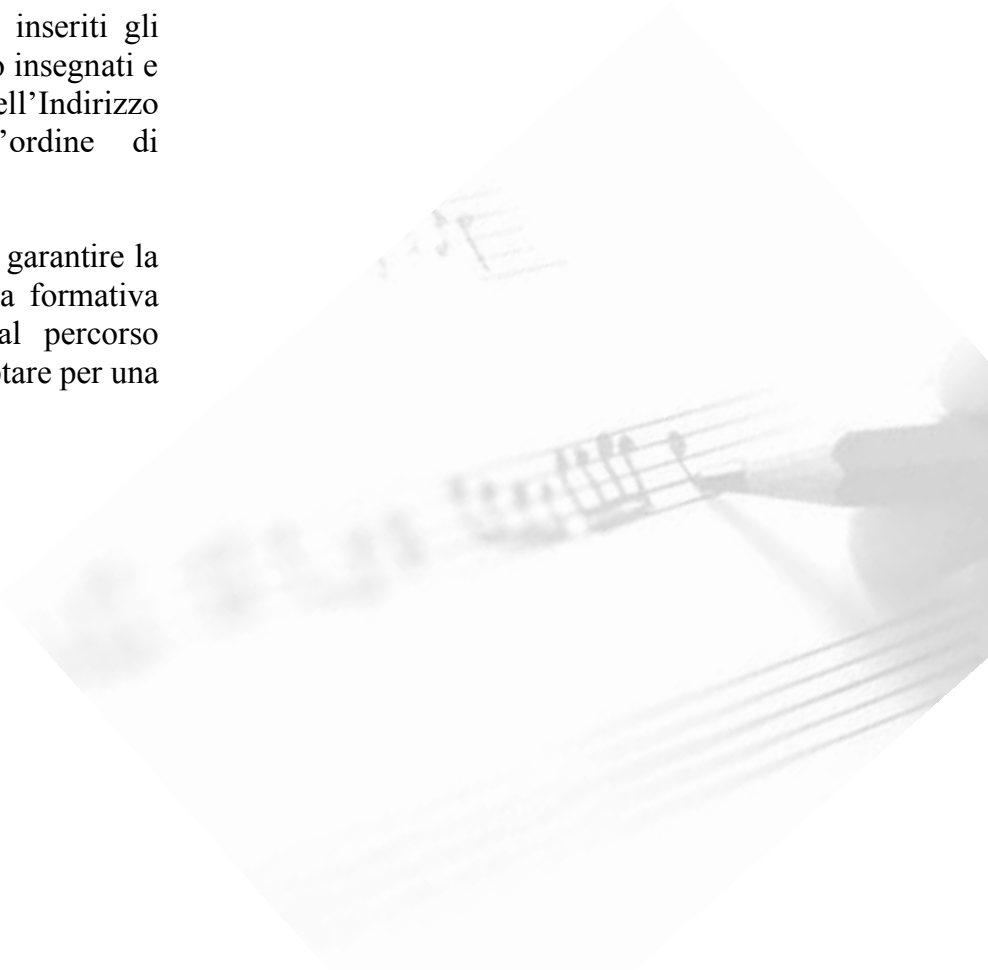 inseriti gli
insegnati e
ell’Indirizzo
’ordine di
garantire la
a formativa
al percorso
tare per una